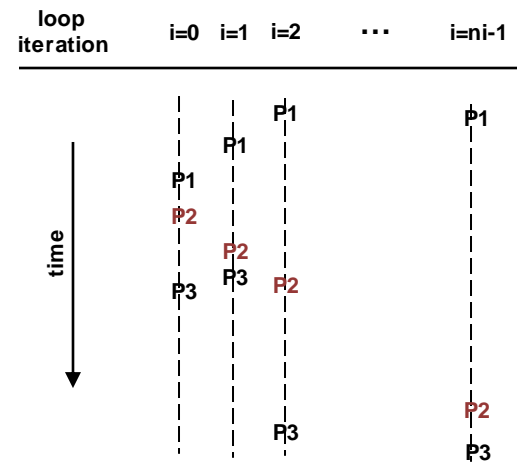 loop iteration i=0 i=1 i=2 ... i=ni-1
P1 P1
P1
P1
P2
time
P2
P3
P2
P3
P2
P3
P3